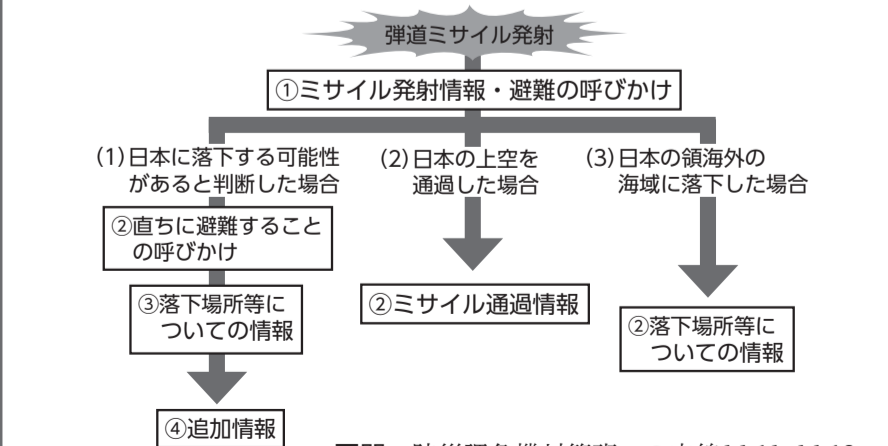 弾道ミサイル発射
①ミサイル発射情報・避難の呼びかけ
(1)日本に落下する可能性
があると判断した場合
②直ちに避難すること
の呼びかけ
③落下場所等に
ついての情報
④追加情報
(2)日本の上空を
通過した場合
②ミサイル通過情報
(3)日本の領海外の
海域に落下した場合
②落下場所等に
ついての情報